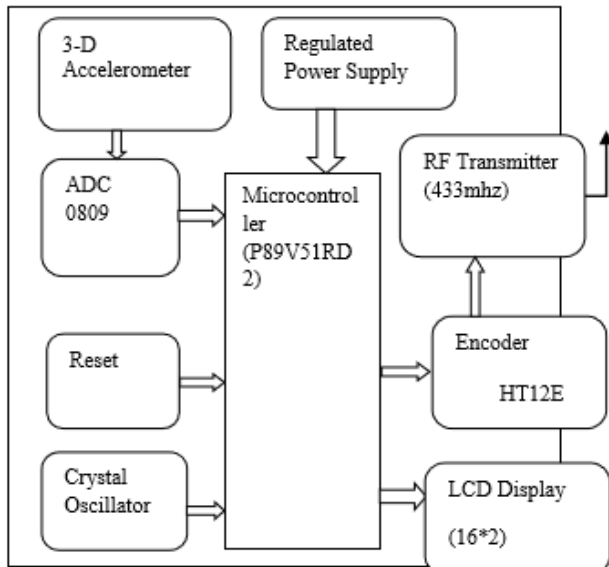 3-D
Accelerometer
Regulated
Power Supply
ADC
0809
Microcontrol
ler
(P89V51RD
2)
RF Transmitter
(433mhz)
Reset
Encoder
HT12E
Crystal
Oscillator
LCD Display
(16*2)